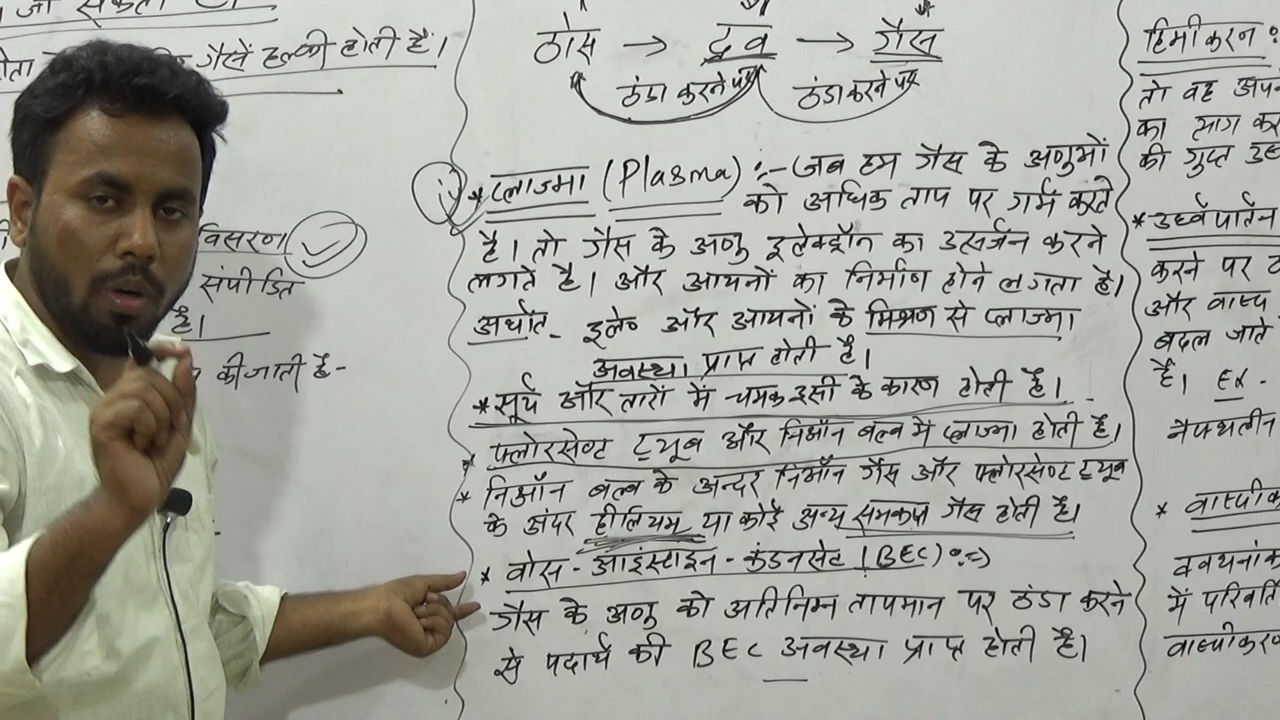 जा सकता है।
गैसें हल्की होती हैं।
विसरण
संपीडित
है।
की जाती है-
ठोस → द्रव → गैस
ठंडा करने पर ठंडा करने पर
* प्लाज्मा (Plasma) :- जब हम गैस के अणुओं
को अधिक ताप पर गर्म करते
है। तो गैस के अणु इलेक्ट्रॉन का उत्सर्जन करने
लगते है। और आयनों का निर्माण होने लगता है।
अर्थात- इले० और आयनों के मिश्रण से प्लाज्मा
अवस्था प्राप्त होती है।
* सूर्य और तारों में चमक इसी के कारण होती है।
* फ्लोरसेण्ट ट्यूब और निऑन बल्ब में प्लाज्मा होती है।
* निऑन बल्ब के अन्दर निऑन गैस और फ्लोरसेण्ट ट्यूब
के अंदर हीलियम या कोई अन्य समकक्ष गैस होती है।
* बोस - आइंस्टाइन - कंडनसेट (BEC) :=>
गैस के अणु को अतिनिम्न तापमान पर ठंडा करने
से पदार्थ की BEC अवस्था प्राप्त होती है।
हिमीकरण :
तो वह अपन
का त्याग कर
की गुप्त
* उर्ध्वपातन
करने पर
और वाष्प
बदल जाते
हैं। Ex -
नैफ्थलीन
* वाष्पीक
क्वथनांक
में परिवर्ति
वाष्पीकरण